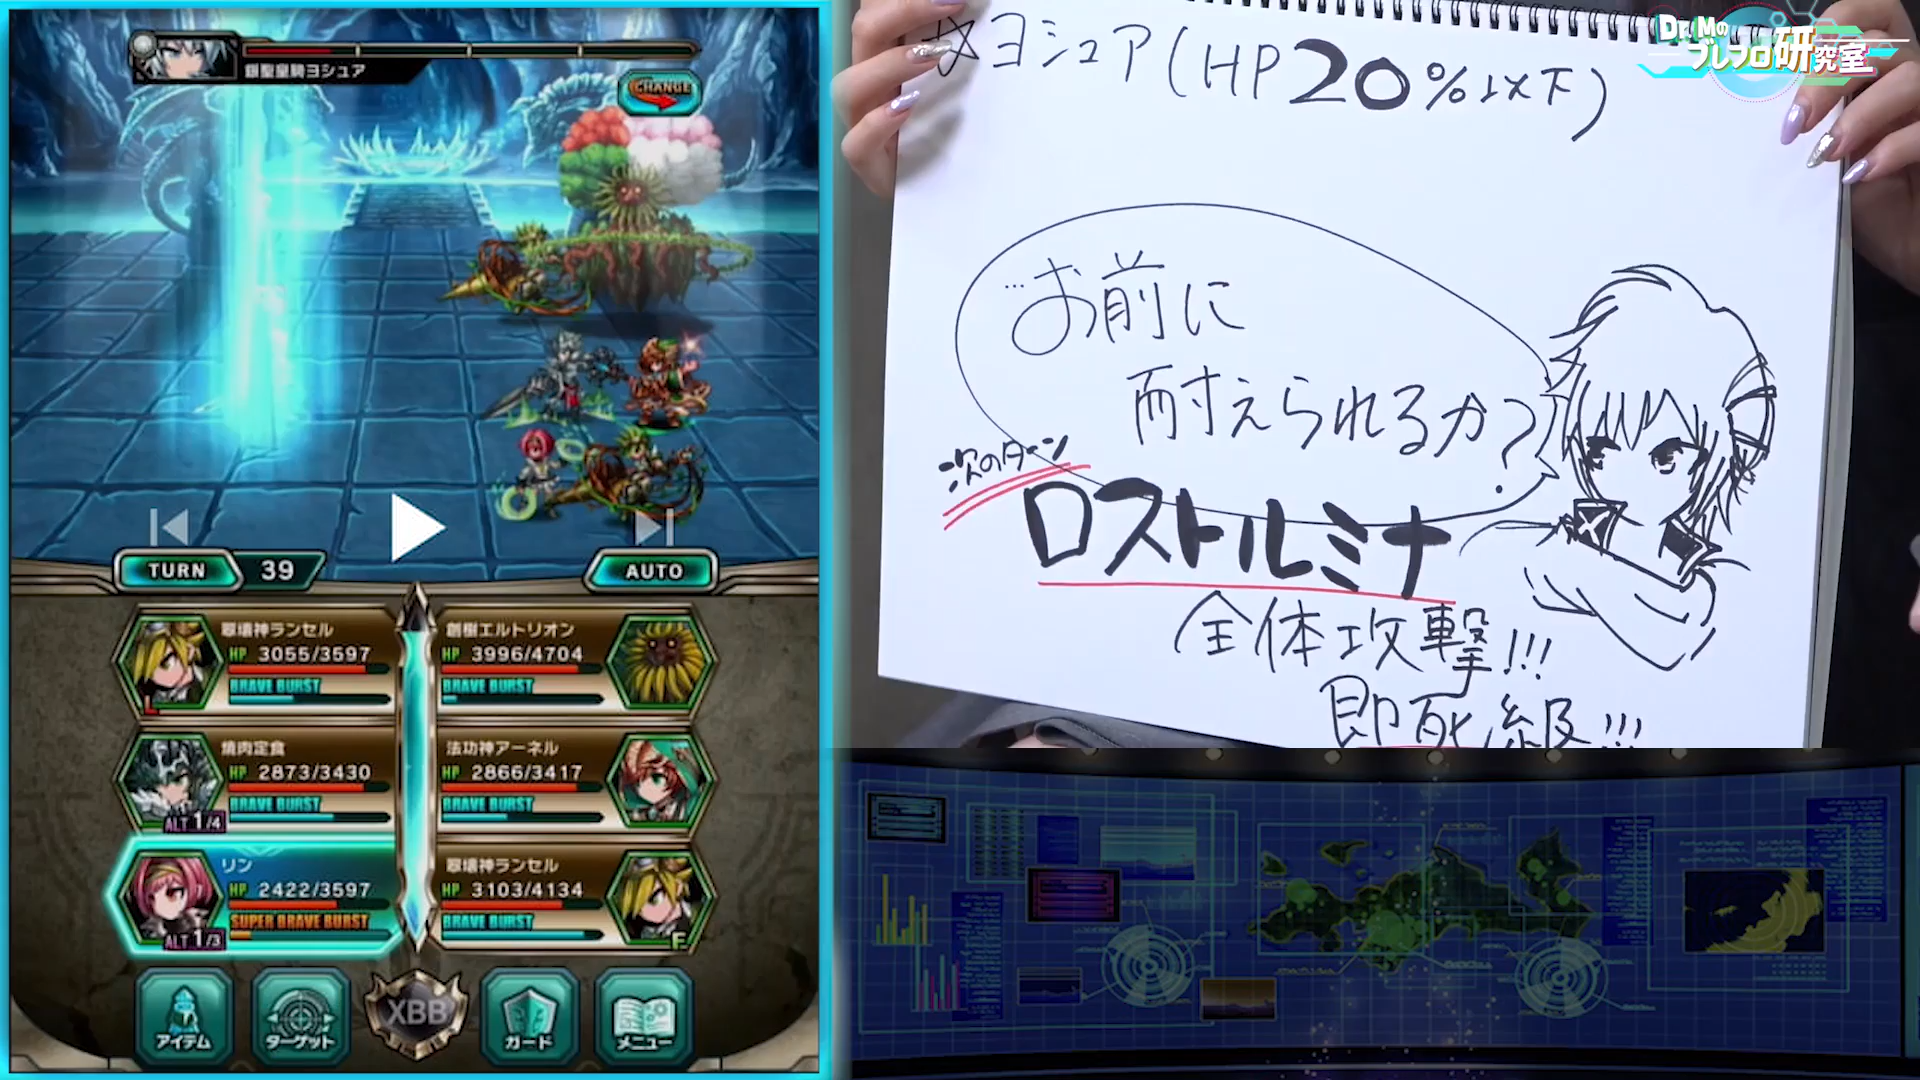 銀聖皇騎ヨシュア
CHANGE
TURN 39
AUTO
翠壊神ランセル
HP 3055/3597
BRAVE BURST
創樹エルトリオン
HP 3996/4704
BRAVE BURST
焼肉定食
HP 2873/3430
BRAVE BURST
ALT 1/4
法功神アーネル
HP 2866/3417
BRAVE BURST
リン
HP 2422/3597
SUPER BRAVE BURST
ALT 1/3
翠壊神ランセル
HP 3103/4134
BRAVE BURST
F
アイテム
ターゲット
XBB
ガード
メニュー
Dr.Mの
ブレフロ研究室
ヨシュア(HP20%以下)
…お前に
耐えられるか?
次のターン
ロストルミナ
全体攻撃!!!
即死級!!!